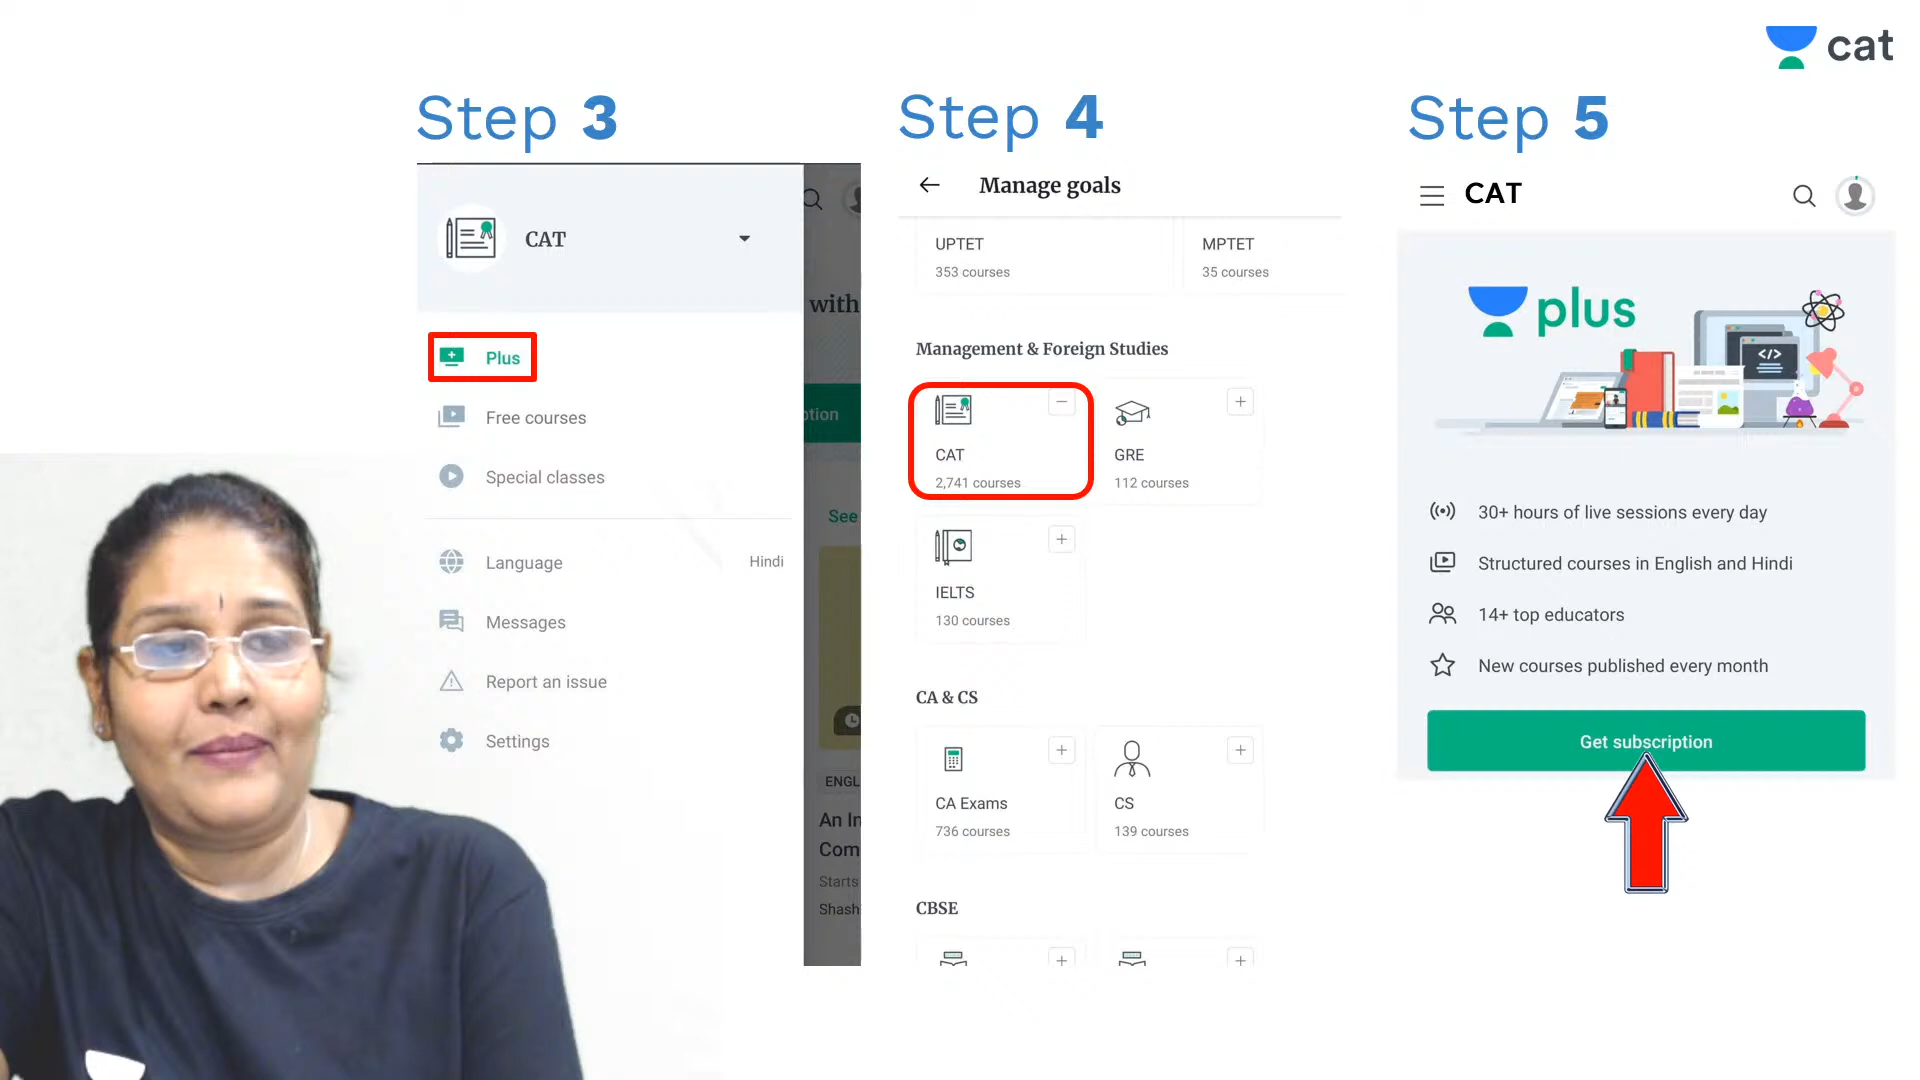 cat
Step 3
CAT
Plus
Free courses
Special classes
Language Hindi
Messages
Report an issue
Settings
with
See
ENGL
An In
Com
Starts
Shash
Step 4
Manage goals
UPTET MPTET
353 courses 35 courses
Management & Foreign Studies
CAT GRE
2,741 courses 112 courses
IELTS
130 courses
CA & CS
CA Exams CS
736 courses 139 courses
CBSE
Step 5
CAT
plus
</>
30+ hours of live sessions every day
Structured courses in English and Hindi
14+ top educators
New courses published every month
Get subscription